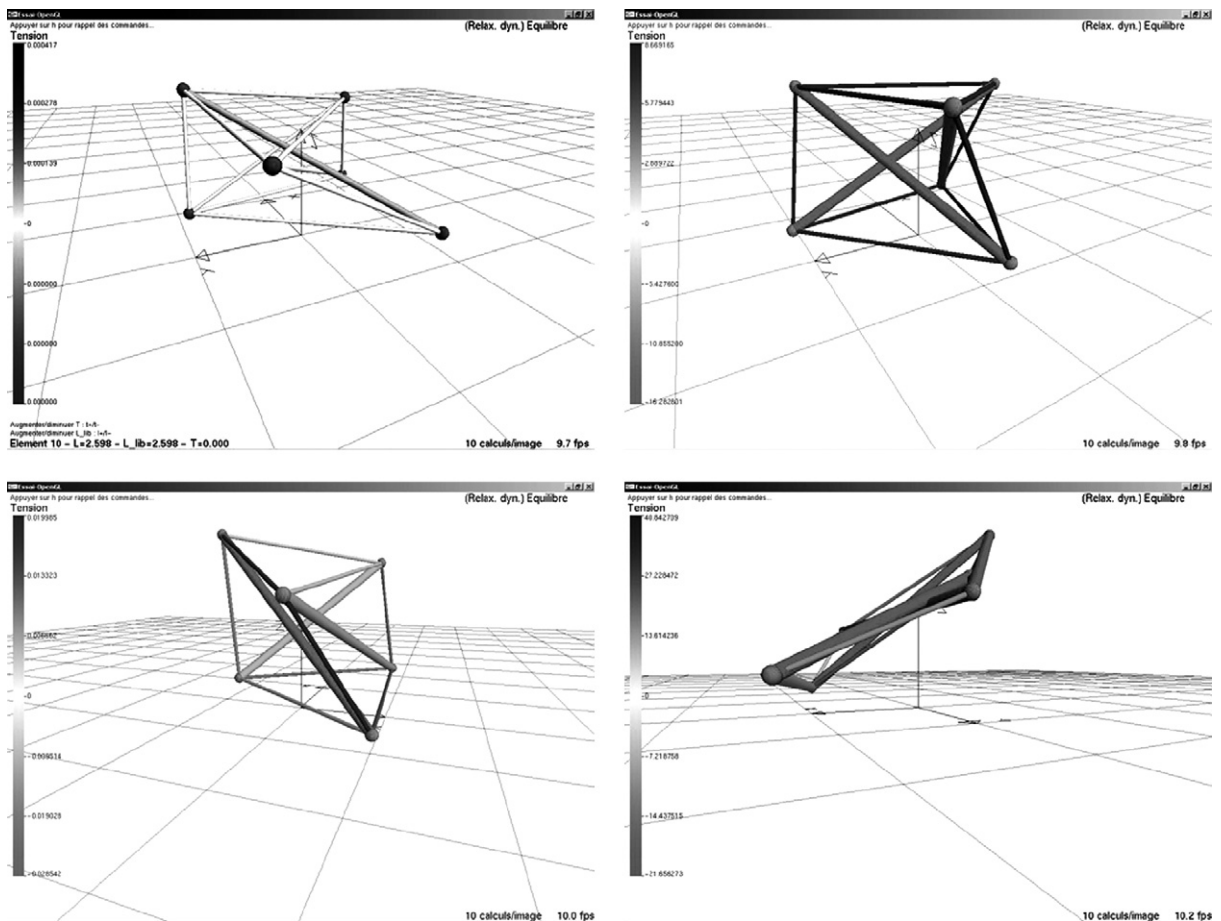 Essai-OpenGL
Appuyer sur h pour rappel des commandes...
(Relax. dyn.) Equilibre
Tension
0.000417
0.000278
0.000139
0
0.000000
0.000000
0.000000
Augmenter/diminuer T : t+/t-
Augmenter/diminuer L_lib : l+/l-
Element 10 - L=2.598 - L_lib=2.598 - T=0.000
10 calculs/image 9.7 fps
Essai-OpenGL
Appuyer sur h pour rappel des commandes...
(Relax. dyn.) Equilibre
Tension
8.669165
5.779443
0
-10.855200
10 calculs/image 9.8 fps
Essai-OpenGL
Appuyer sur h pour rappel des commandes...
(Relax. dyn.) Equilibre
Tension
0.019985
0.013323
0.006662
0
-0.009514
-0.019028
-0.028542
10 calculs/image 10.0 fps
Essai-OpenGL
Appuyer sur h pour rappel des commandes...
(Relax. dyn.) Equilibre
Tension
27.228472
13.614236
0
-7.218758
-14.437515
-21.656273
10 calculs/image 10.2 fps